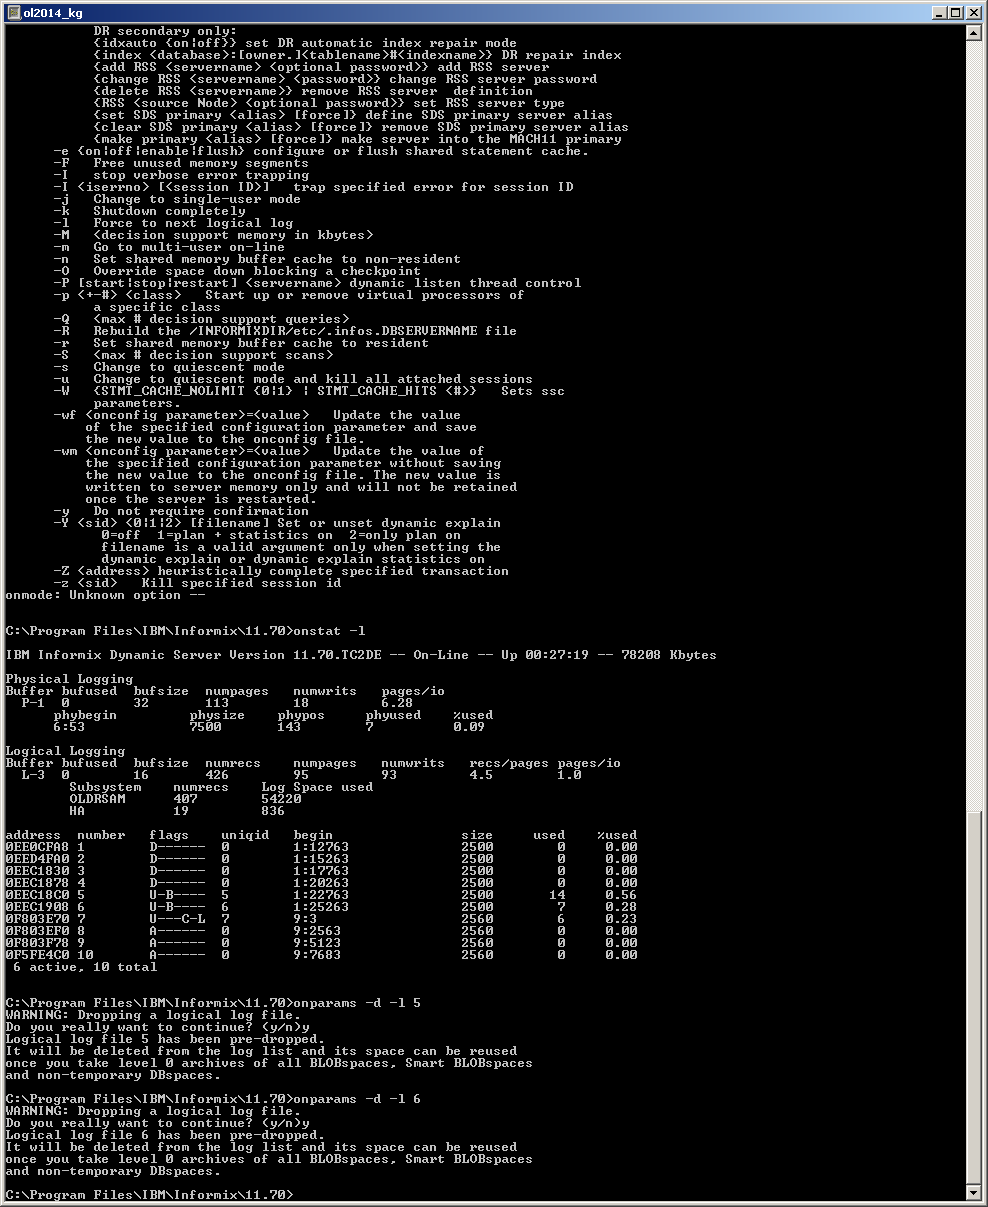 ol2014_kg
DR secondary only:
{idxauto {on|off}} set DR automatic index repair mode
{index <database>:[owner.]<tablename>#<indexname>} DR repair index
{add RSS <servername> <optional password>} add RSS server
{change RSS <servername> <password>} change RSS server password
{delete RSS <servername>} remove RSS server  definition
{RSS <source Node> <optional password>} set RSS server type
{set SDS primary <alias> [force]} define SDS primary server alias
{clear SDS primary <alias> [force]} remove SDS primary server alias
{make primary <alias> [force]} make server into the MACH11 primary
-e {on|off|enable|flush} configure or flush shared statement cache.
-F   Free unused memory segments
-I   stop verbose error trapping
-I <iserrno> [<session ID>]   trap specified error for session ID
-j   Change to single-user mode
-k   Shutdown completely
-l   Force to next logical log
-M   <decision support memory in kbytes>
-m   Go to multi-user on-line
-n   Set shared memory buffer cache to non-resident
-O   Override space down blocking a checkpoint
-P [start|stop|restart] <servername> dynamic listen thread control
-p <+-#> <class>   Start up or remove virtual processors of
a specific class
-Q   <max # decision support queries>
-R   Rebuild the /INFORMIXDIR/etc/.infos.DBSERVERNAME file
-r   Set shared memory buffer cache to resident
-S   <max # decision support scans>
-s   Change to quiescent mode
-u   Change to quiescent mode and kill all attached sessions
-W   {STMT_CACHE_NOLIMIT {0|1} | STMT_CACHE_HITS <#>}   Sets ssc
parameters.
-wf <onconfig parameter>=<value>   Update the value
of the specified configuration parameter and save
the new value to the onconfig file.
-wm <onconfig parameter>=<value>   Update the value of
the specified configuration parameter without saving
the new value to the onconfig file. The new value is
written to server memory only and will not be retained
once the server is restarted.
-y   Do not require confirmation
-Y <sid> <0|1|2> [filename] Set or unset dynamic explain
0=off  1=plan + statistics on  2=only plan on
filename is a valid argument only when setting the
dynamic explain or dynamic explain statistics on
-Z <address> heuristically complete specified transaction
-z <sid>   Kill specified session id
onmode: Unknown option --
C:\Program Files\IBM\Informix\11.70>onstat -l
IBM Informix Dynamic Server Version 11.70.TC2DE -- On-Line -- Up 00:27:19 -- 78208 Kbytes
Physical Logging
Buffer bufused  bufsize  numpages   numwrits   pages/io
P-1  0        32       113        18         6.28
phybegin         physize    phypos     phyused    %used
6:53             7500       143        7          0.09
Logical Logging
Buffer bufused  bufsize  numrecs    numpages   numwrits   recs/pages pages/io
L-3  0        16       426        95         93         4.5        1.0
Subsystem    numrecs    Log Space used
OLDRSAM      407        54220
HA           19         836
address  number   flags    uniqid   begin                size     used    %used
0EE0CFA8 1        D------  0        1:12763              2500        0     0.00
0EED4FA0 2        D------  0        1:15263              2500        0     0.00
0EEC1830 3        D------  0        1:17763              2500        0     0.00
0EEC1878 4        D------  0        1:20263              2500        0     0.00
0EEC18C0 5        U-B----  5        1:22763              2500       14     0.56
0EEC1908 6        U-B----  6        1:25263              2500        7     0.28
0F803E70 7        U---C-L  7        9:3                  2560        6     0.23
0F803EF0 8        A------  0        9:2563               2560        0     0.00
0F803F78 9        A------  0        9:5123               2560        0     0.00
0F5FE4C0 10       A------  0        9:7683               2560        0     0.00
6 active, 10 total
C:\Program Files\IBM\Informix\11.70>onparams -d -l 5
WARNING: Dropping a logical log file.
Do you really want to continue? (y/n)y
Logical log file 5 has been pre-dropped.
It will be deleted from the log list and its space can be reused
once you take level 0 archives of all BLOBspaces, Smart BLOBspaces
and non-temporary DBspaces.
C:\Program Files\IBM\Informix\11.70>onparams -d -l 6
WARNING: Dropping a logical log file.
Do you really want to continue? (y/n)y
Logical log file 6 has been pre-dropped.
It will be deleted from the log list and its space can be reused
once you take level 0 archives of all BLOBspaces, Smart BLOBspaces
and non-temporary DBspaces.
C:\Program Files\IBM\Informix\11.70>